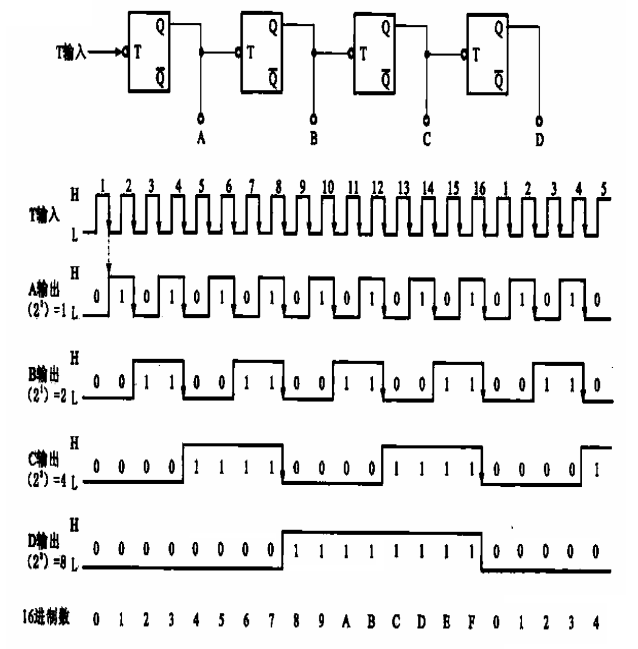 Q Q Q Q
T输入 T T T T
Q̅ Q̅ Q̅ Q̅
A B C D
1 2 3 4 5 6 7 8 9 10 11 12 13 14 15 16 1 2 3 4 5
H
T输入
L
H
A输出 0 1 0 1 0 1 0 1 0 1 0 1 0 1 0 1 0 1 0 1 0
(2⁰)=1 L
H
B输出 0 0 1 1 0 0 1 1 0 0 1 1 0 0 1 1 0 0 1 1 0
(2¹)=2 L
H
C输出 0 0 0 0 1 1 1 1 0 0 0 0 1 1 1 1 0 0 0 0 1
(2²)=4 L
H
D输出 0 0 0 0 0 0 0 0 1 1 1 1 1 1 1 1 0 0 0 0 0
(2³)=8 L
16进制数 0 1 2 3 4 5 6 7 8 9 A B C D E F 0 1 2 3 4